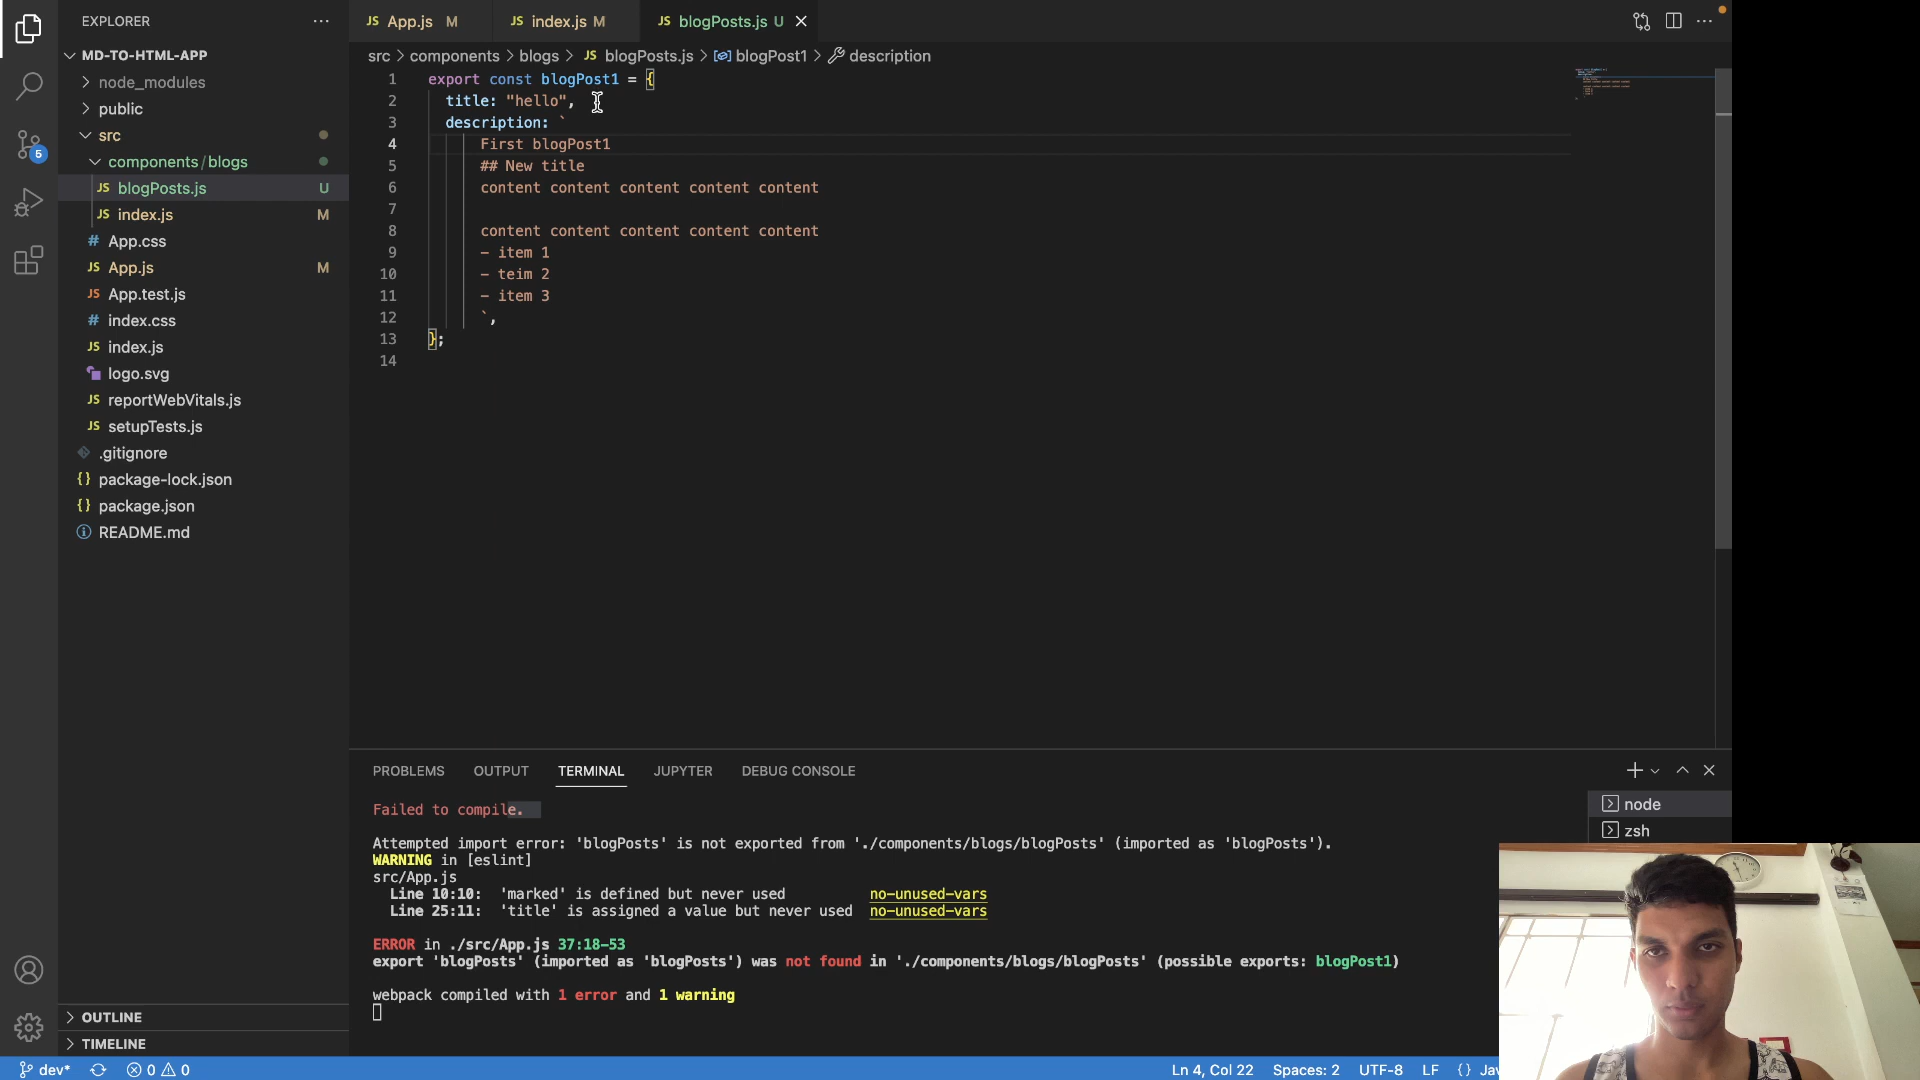 EXPLORER
MD-TO-HTML-APP
node_modules
public
src
components/blogs
JS blogPosts.js U
JS index.js M
# App.css
JS App.js M
JS App.test.js
# index.css
JS index.js
logo.svg
JS reportWebVitals.js
JS setupTests.js
.gitignore
{} package-lock.json
{} package.json
README.md
OUTLINE
TIMELINE
5
JS App.js M
JS index.js M
JS blogPosts.js U
src > components > blogs > JS blogPosts.js > blogPost1 > description
1 export const blogPost1 = {
2 title: "hello",
3 description: `
4 First blogPost1
5 ## New title
6 content content content content content
7
8 content content content content content
9 - item 1
10 - teim 2
11 - item 3
12 `,
13 };
14
PROBLEMS OUTPUT TERMINAL JUPYTER DEBUG CONSOLE
node
zsh
Failed to compile.
Attempted import error: 'blogPosts' is not exported from './components/blogs/blogPosts' (imported as 'blogPosts').
WARNING in [eslint]
src/App.js
Line 10:10: 'marked' is defined but never used no-unused-vars
Line 25:11: 'title' is assigned a value but never used no-unused-vars
ERROR in ./src/App.js 37:18-53
export 'blogPosts' (imported as 'blogPosts') was not found in './components/blogs/blogPosts' (possible exports: blogPost1)
webpack compiled with 1 error and 1 warning
dev* 0 0
Ln 4, Col 22 Spaces: 2 UTF-8 LF {} Jav